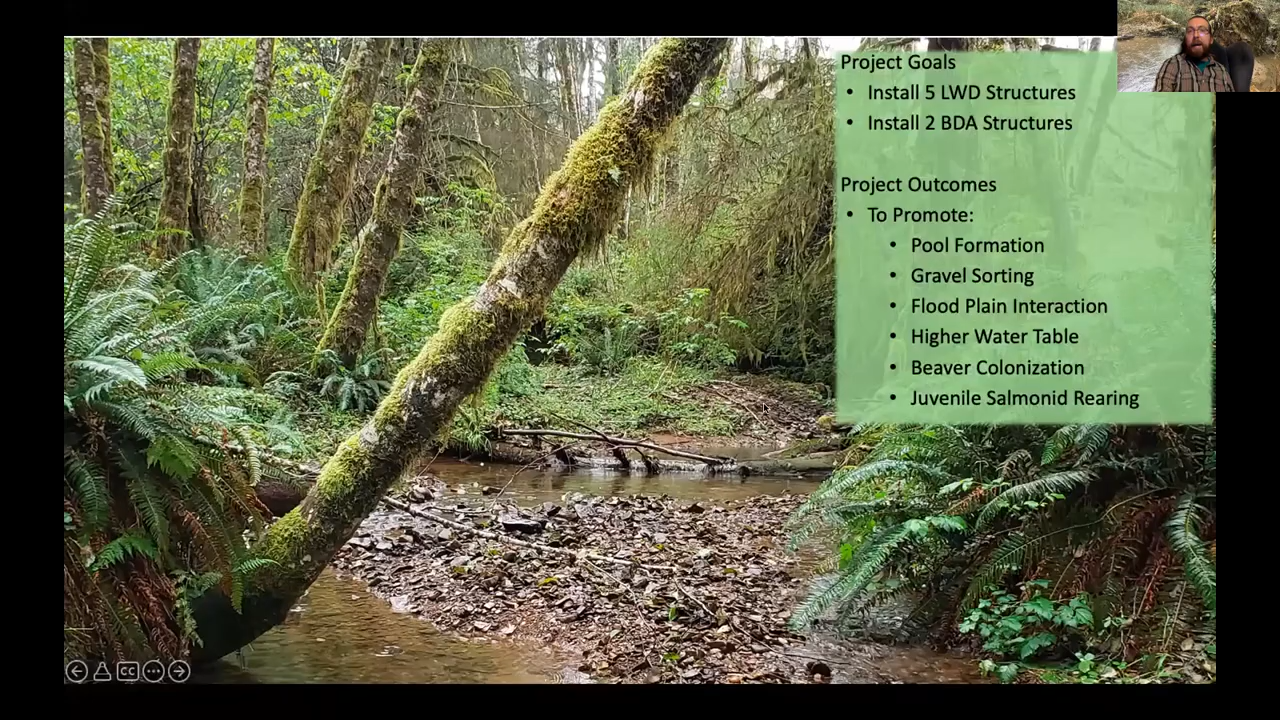 Project Goals
• Install 5 LWD Structures
• Install 2 BDA Structures
Project Outcomes
• To Promote:
• Pool Formation
• Gravel Sorting
• Flood Plain Interaction
• Higher Water Table
• Beaver Colonization
• Juvenile Salmonid Rearing
CC